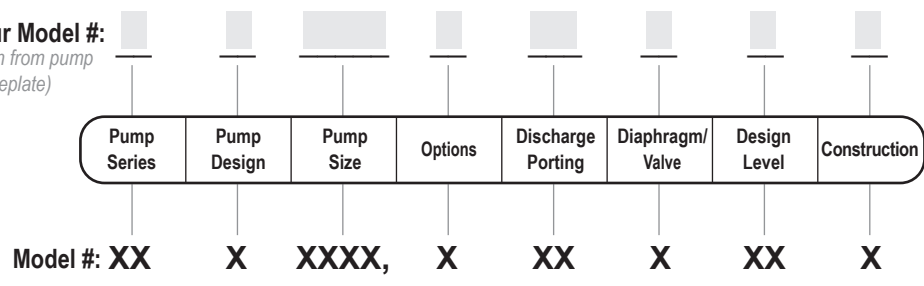 r Model #:
n from pump
eplate)
Pump Series
Pump Design
Pump Size
Options
Discharge Porting
Diaphragm/ Valve
Design Level
Construction
Model #: XX X XXXX, X XX X XX X